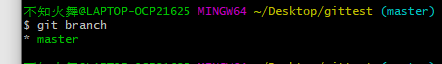 不知火舞@LAPTOP-OCP21625 MINGW64 ~/Desktop/gittest (master)
$ git branch
* master